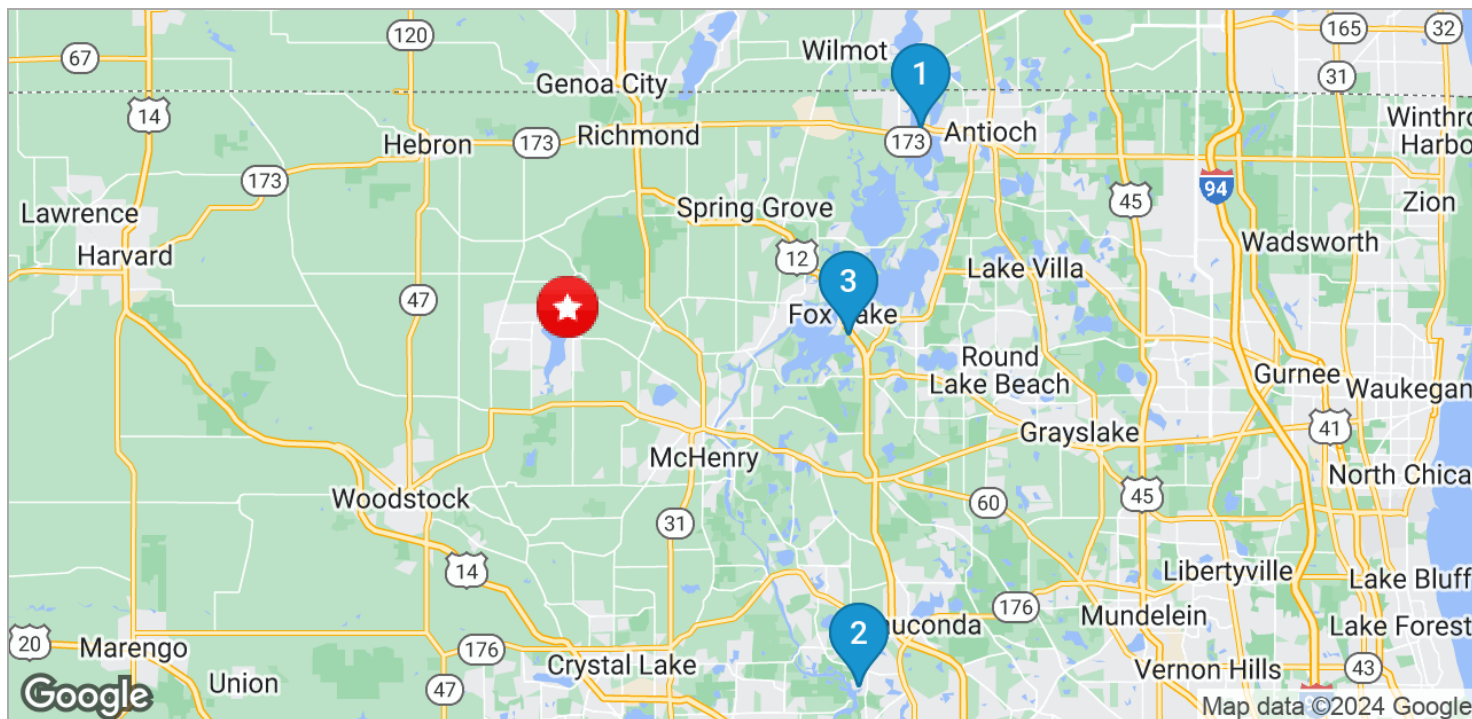 120
Wilmot
165
32
67
1
31
Genoa City
14
Winthro
Harbo
Hebron
173
Richmond
173
Antioch
173
94
45
Zion
Lawrence
Spring Grove
Harvard
Wadsworth
12
Lake Villa
47
3
Fox Lake
Round
Lake Beach
Gurnee
Waukegan
Grayslake
41
McHenry
North Chica
Woodstock
60
45
31
14
Libertyville
Lake Bluff
176
Mundelein
2
uconda
Lake Forest
20
Marengo
176
Crystal Lake
Vernon Hills
43
Union
47
Google
Map data ©2024 Google